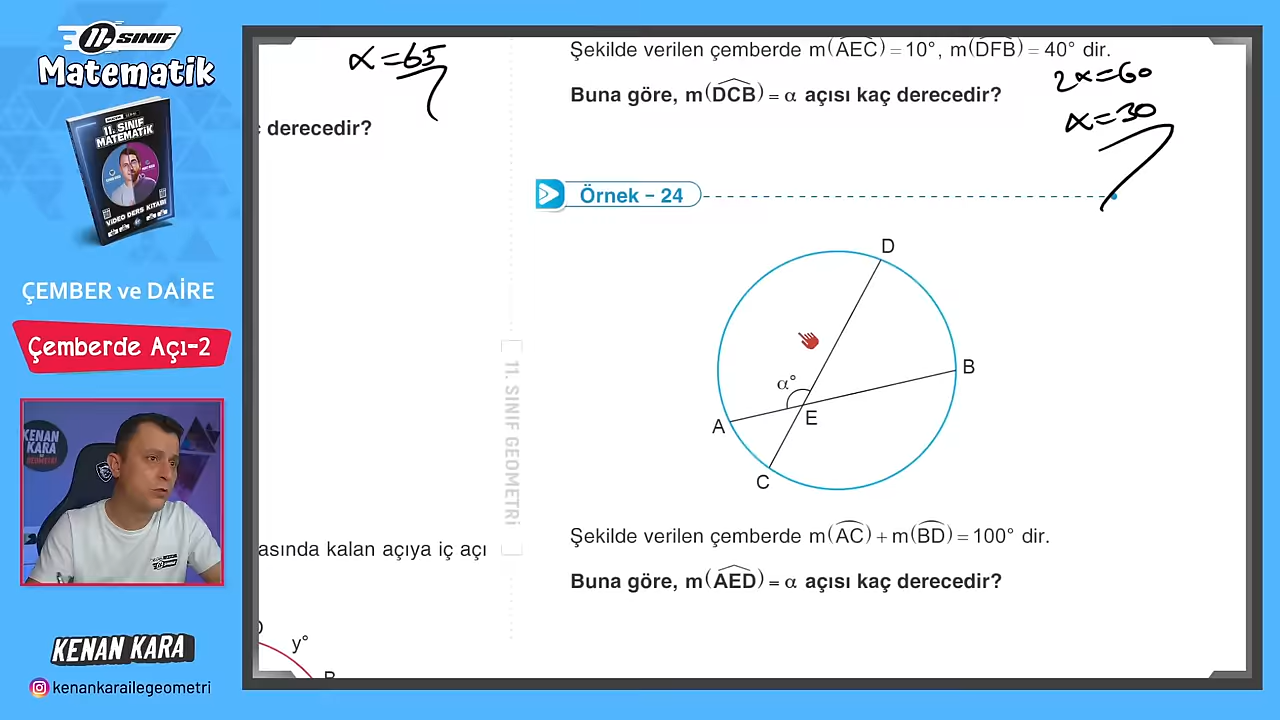 11. SINIF
Matematik
11. SINIF
MATEMATİK
VİDEO DERS KİTABI
ÇEMBER ve DAİRE
Çemberde Açı-2
KENAN
KARA
GEOMETRİ
KENAN KARA
kenankarailegeometri
α = 65
derecedir?
asında kalan açıya iç açı
y°
B
11. SINIF GEOMETRİ
Şekilde verilen çemberde m(AEC) = 10°, m(DFB) = 40° dir.
Buna göre, m(DCB) = α açısı kaç derecedir?
2α = 60
α = 30
Örnek – 24
D
B
α°
A
E
C
Şekilde verilen çemberde m(AC) + m(BD) = 100° dir.
Buna göre, m(AED) = α açısı kaç derecedir?